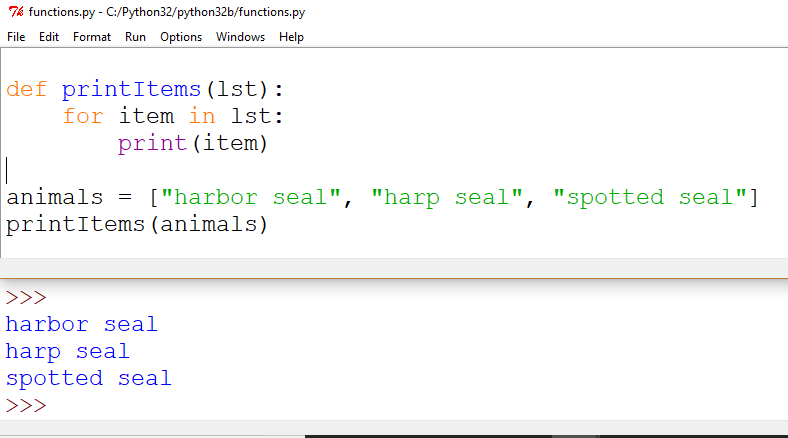 functions.py - C:/Python32/python32b/functions.py
File Edit Format Run Options Windows Help
def printItems(lst):
    for item in lst:
        print(item)
animals = ["harbor seal", "harp seal", "spotted seal"]
printItems(animals)
>>>
harbor seal
harp seal
spotted seal
>>>